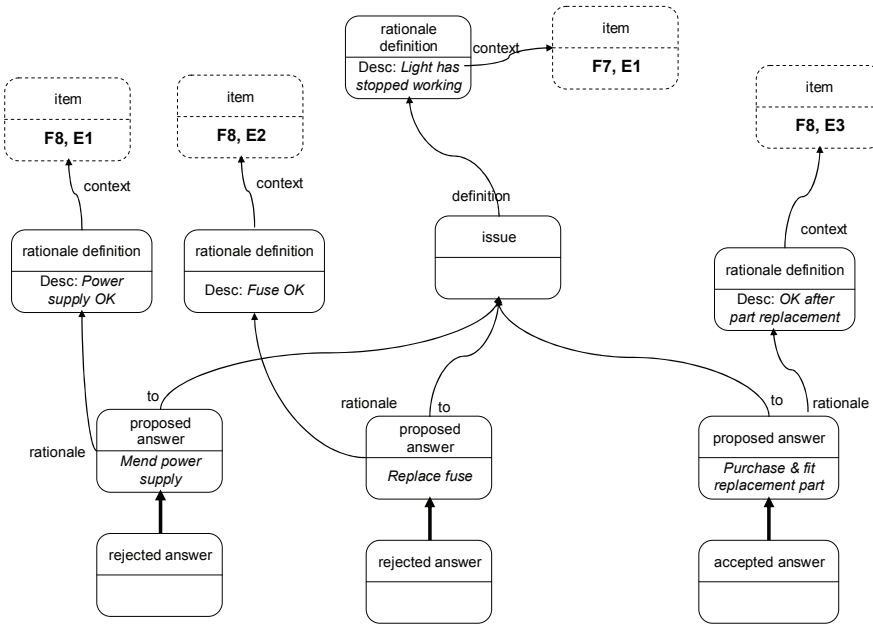 rationale
definition
Desc: Light has
stopped working
context
item
F7, E1
item
F8, E1
item
F8, E2
item
F8, E3
context
context
context
definition
rationale definition
Desc: Power
supply OK
rationale definition
Desc: Fuse OK
issue
rationale definition
Desc: OK after
part replacement
to
rationale
to
to
rationale
rationale
proposed
answer
Mend power
supply
proposed
answer
Replace fuse
proposed answer
Purchase & fit
replacement part
rejected answer
rejected answer
accepted answer